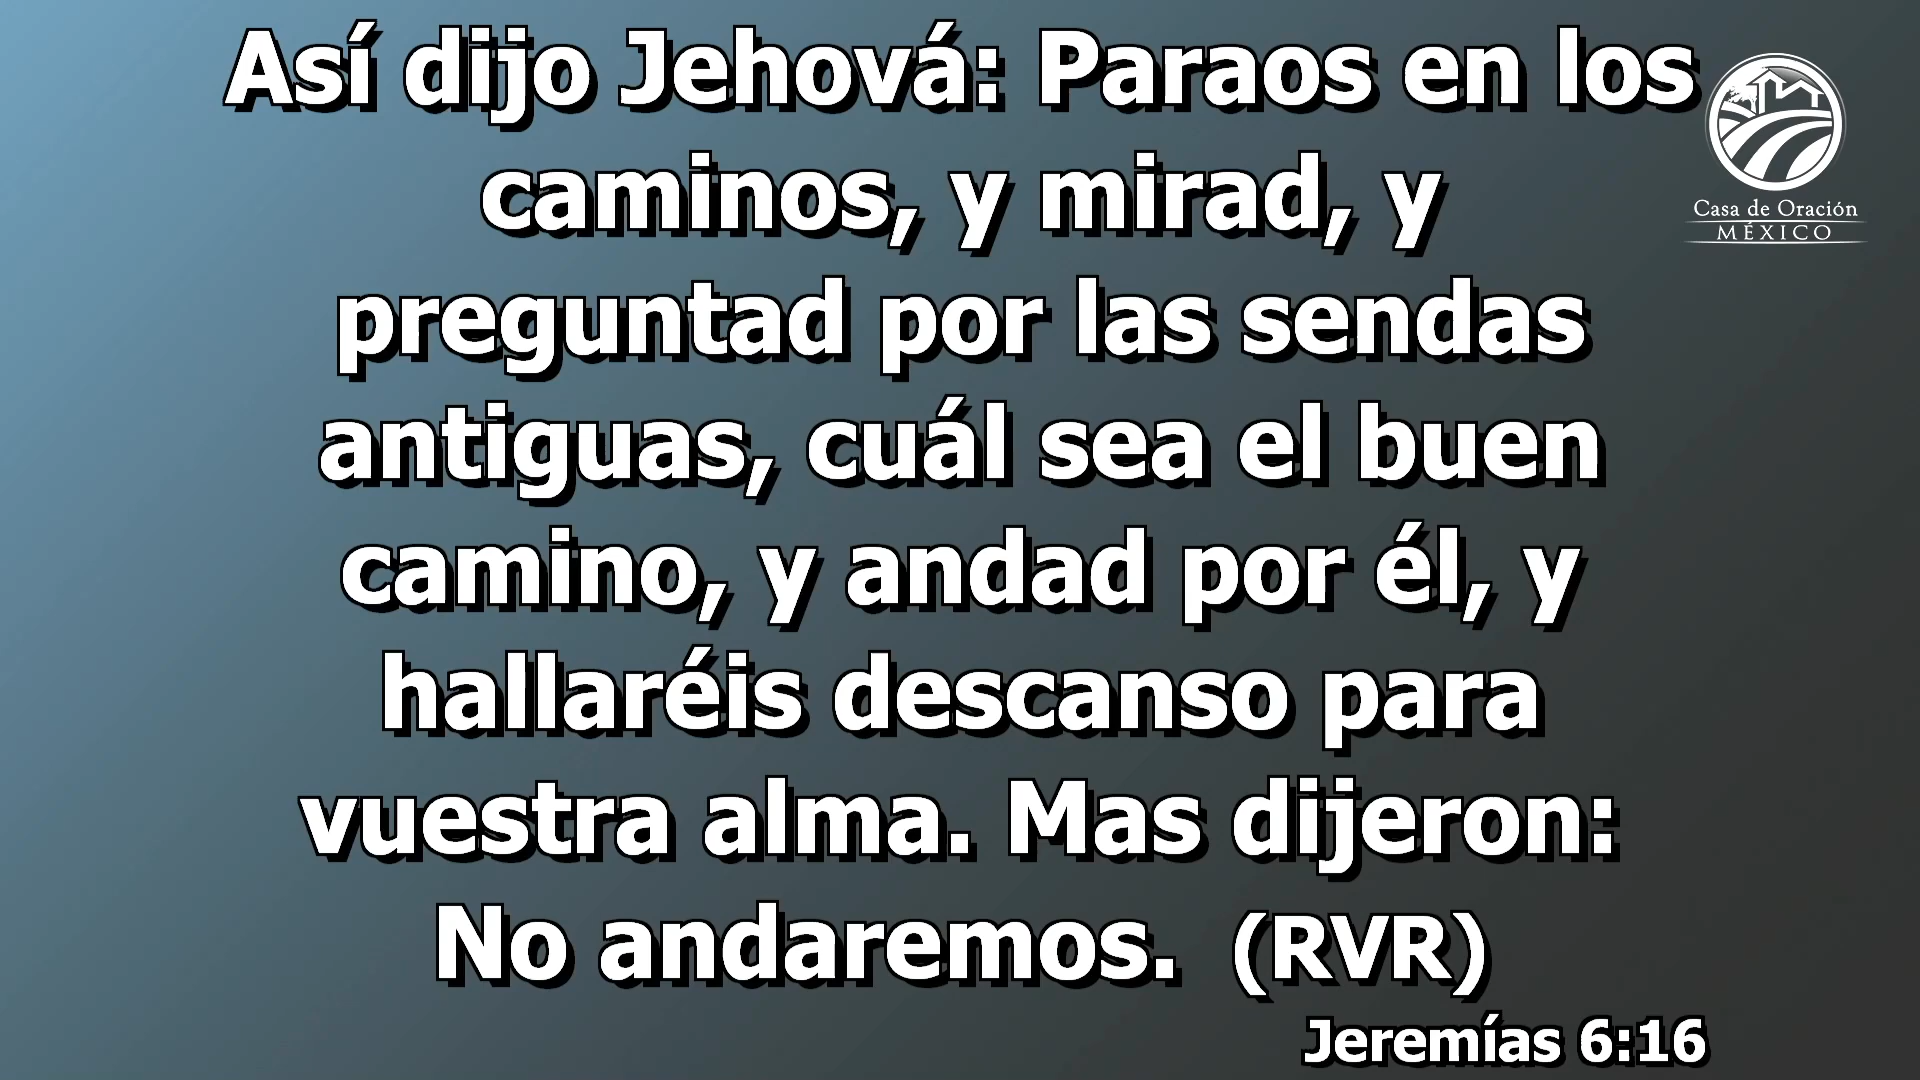 Así dijo Jehová: Paraos en los
caminos, y mirad, y
preguntad por las sendas
antiguas, cuál sea el buen
camino, y andad por él, y
hallaréis descanso para
vuestra alma. Mas dijeron:
No andaremos. (RVR)
Jeremías 6:16
Casa de Oración
MÉXICO